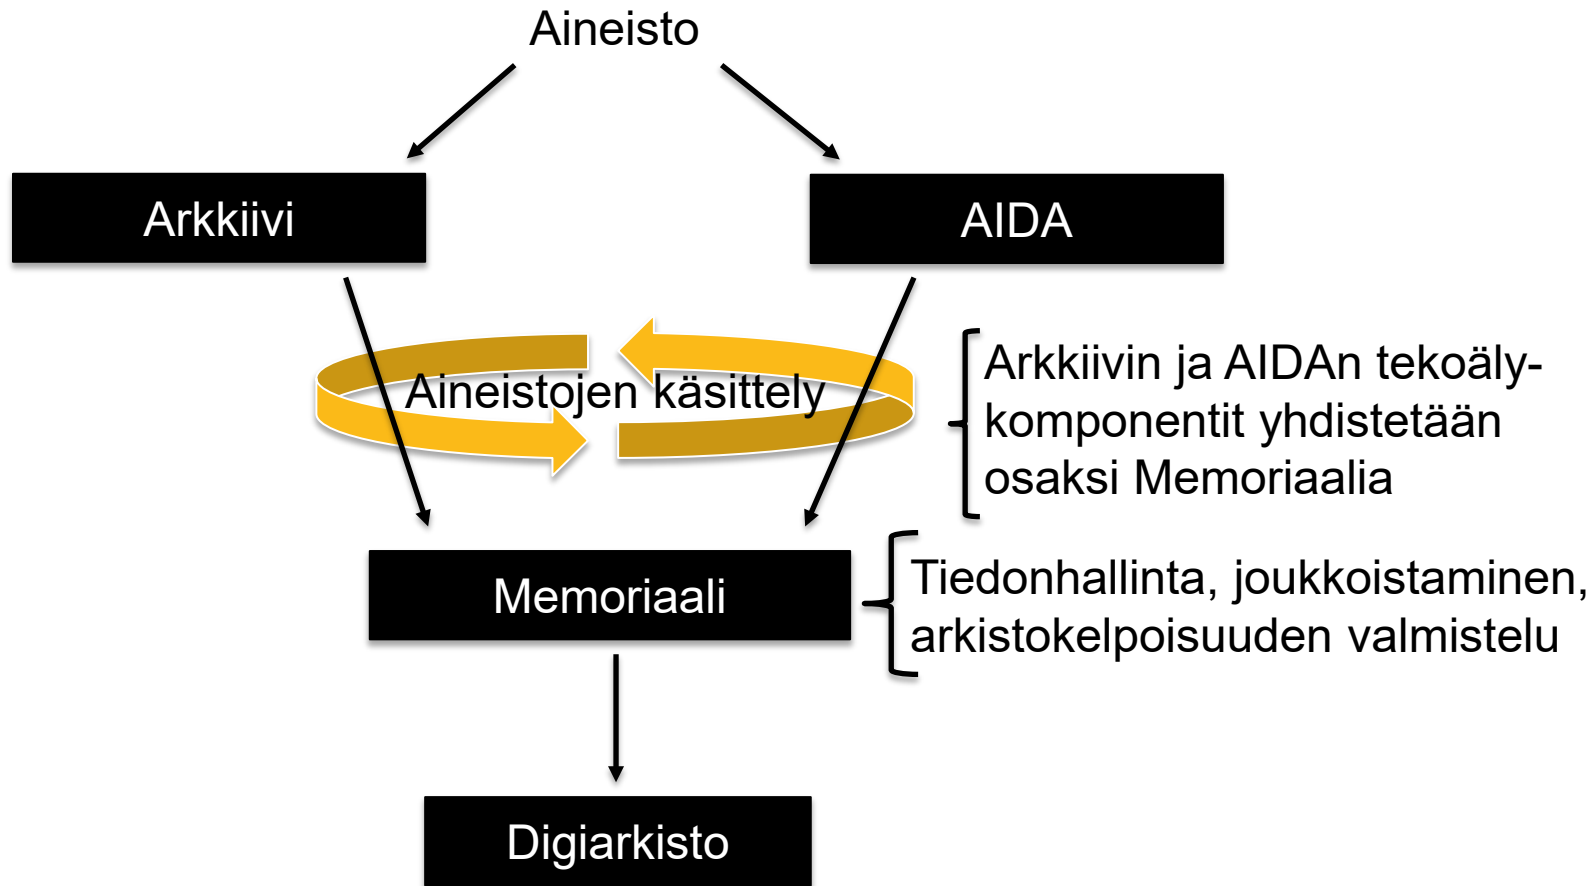 Aineisto
Arkkiivi
AIDA
Aineistojen käsittely
Arkkiivin ja AIDAn tekoäly-
komponentit yhdistetään
osaksi Memoriaalia
Memoriaali
Tiedonhallinta, joukkoistaminen,
arkistokelpoisuuden valmistelu
Digiarkisto